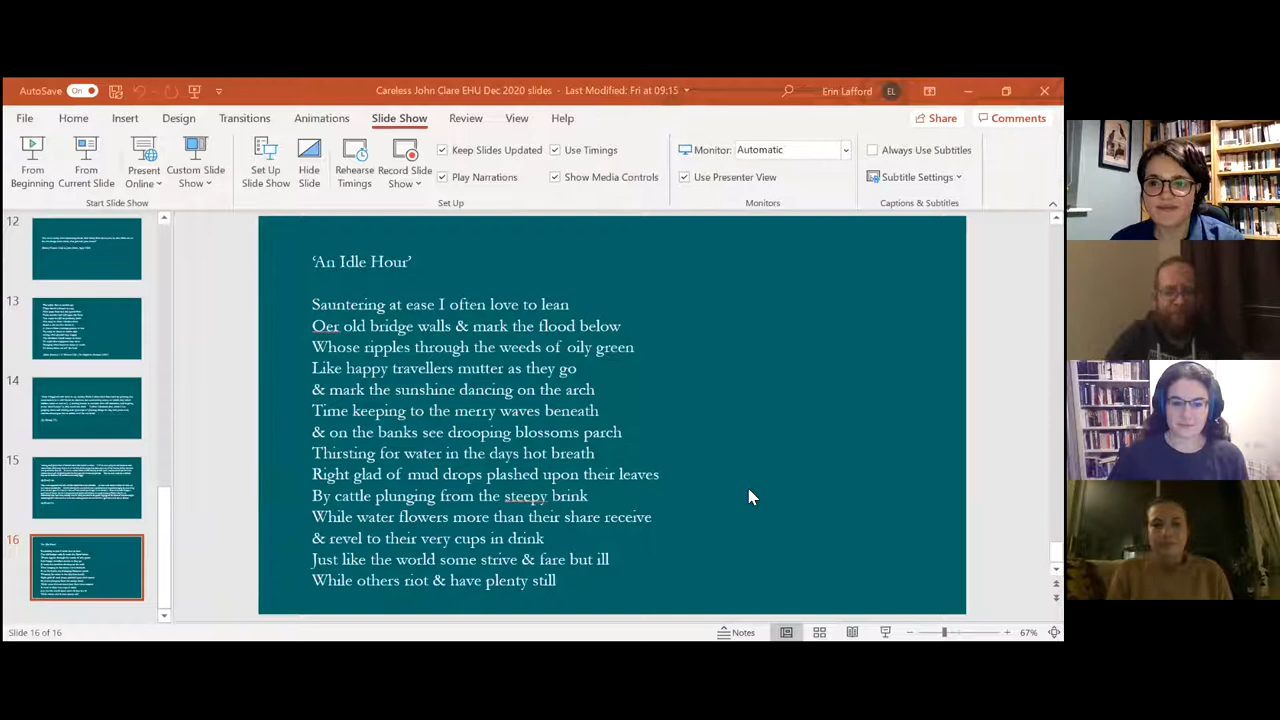 AutoSave On
Careless John Clare EHU Dec 2020 slides - Last Modified: Fri at 09:15
Erin Lafford EL
File Home Insert Design Transitions Animations Slide Show Review View Help
Share Comments
From Beginning
From Current Slide
Present Online
Custom Slide Show
Set Up Slide Show
Hide Slide
Rehearse Timings
Record Slide Show
Keep Slides Updated
Use Timings
Play Narrations
Show Media Controls
Monitor: Automatic
Use Presenter View
Always Use Subtitles
Subtitle Settings
Start Slide Show
Set Up
Monitors
Captions & Subtitles
12
13
14
15
16
‘An Idle Hour’
Sauntering at ease I often love to lean
Oer old bridge walls & mark the flood below
Whose ripples through the weeds of oily green
Like happy travellers mutter as they go
& mark the sunshine dancing on the arch
Time keeping to the merry waves beneath
& on the banks see drooping blossoms parch
Thirsting for water in the days hot breath
Right glad of mud drops plashed upon their leaves
By cattle plunging from the steepy brink
While water flowers more than their share receive
& revel to their very cups in drink
Just like the world some strive & fare but ill
While others riot & have plenty still
Slide 16 of 16
Notes
67%